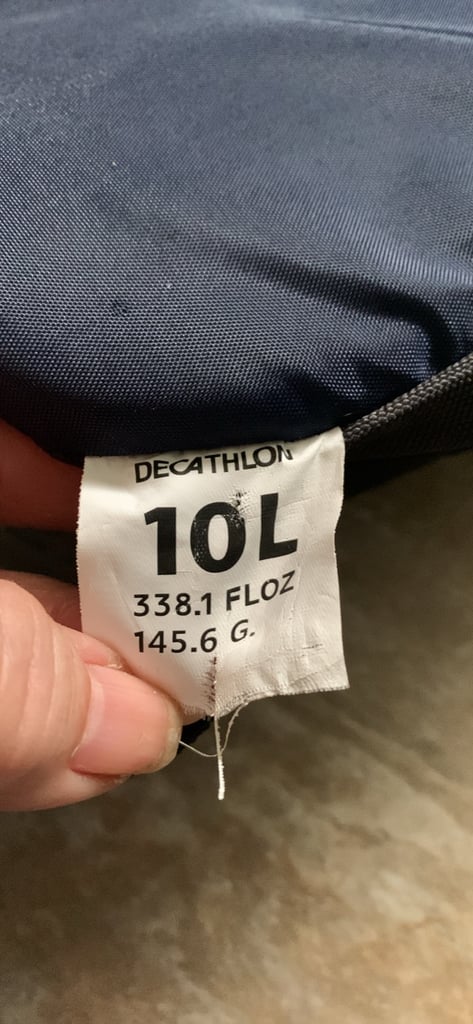 DECATHLON
10L
338.1 FLOZ
145.6 G.